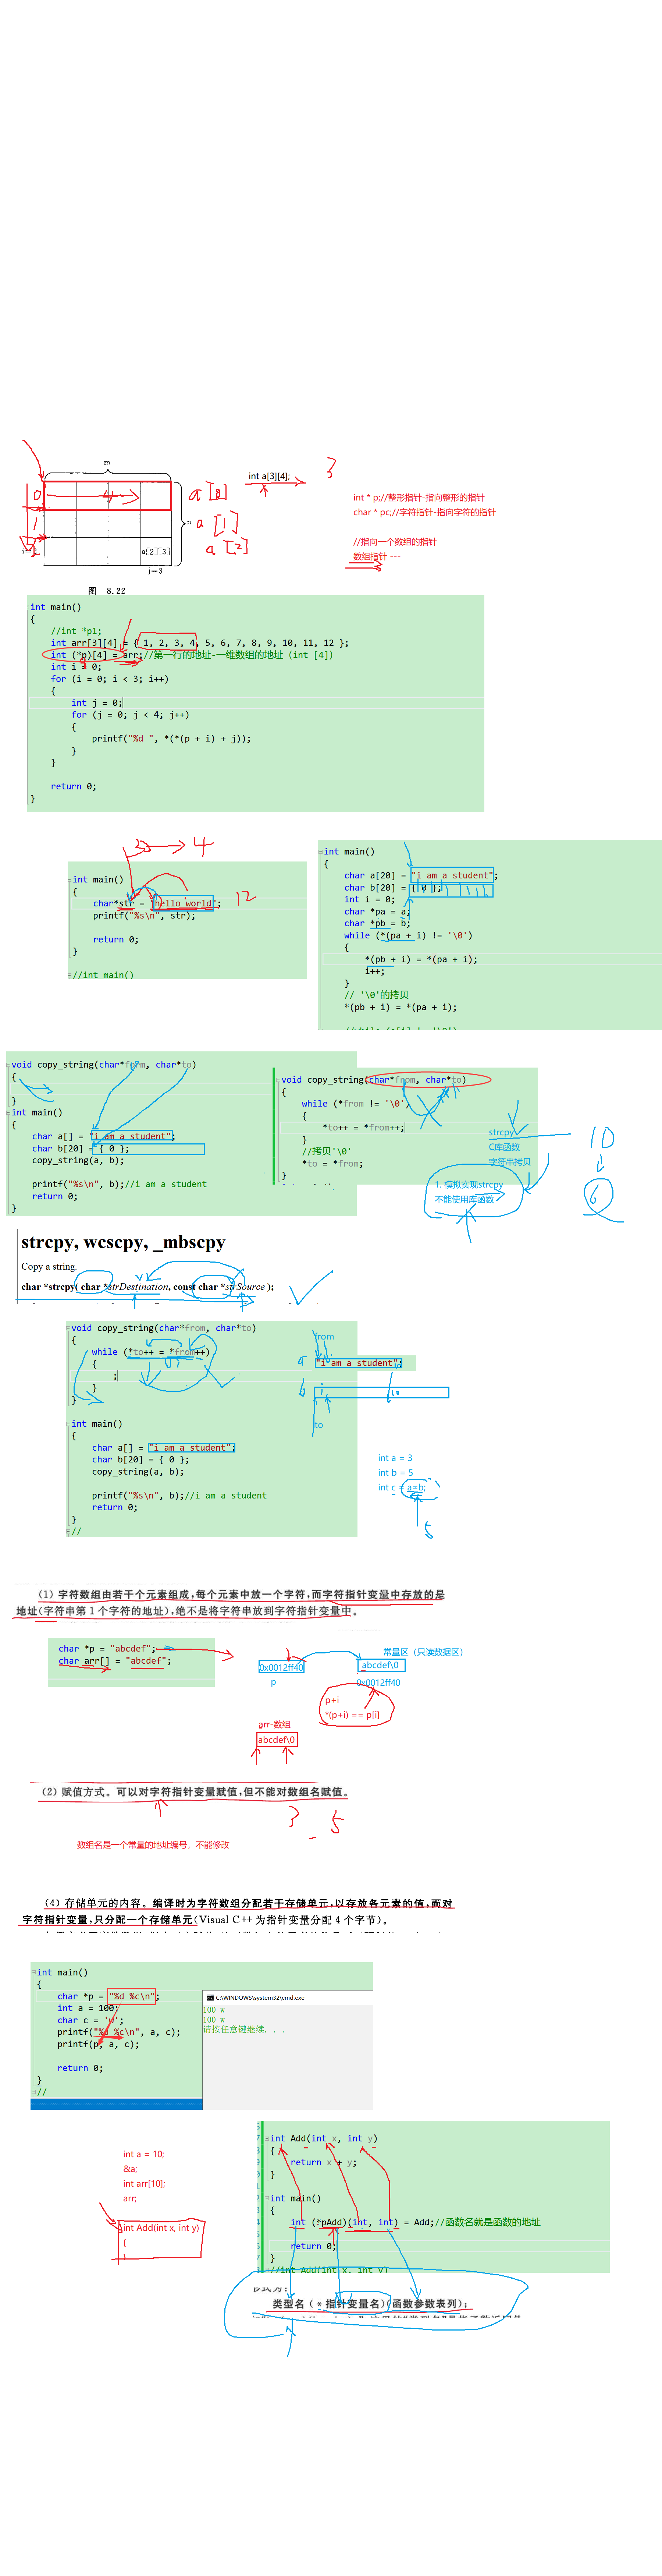 m
0
4
a[0]
int a[3][4];
3
1
n
a[1]
i=2
a[2][3]
a[2]
j=3
图 8.22
int * p;//整形指针-指向整形的指针
char * pc;//字符指针-指向字符的指针
//指向一个数组的指针
数组指针 ---
int main()
{
//int *p1;
int arr[3][4] = { 1, 2, 3, 4, 5, 6, 7, 8, 9, 10, 11, 12 };
int (*p)[4] = arr;//第一行的地址-一维数组的地址（int [4]）
int i = 0;
for (i = 0; i < 3; i++)
{
int j = 0;
for (j = 0; j < 4; j++)
{
printf("%d ", *(*(p + i) + j));
}
}
return 0;
}
4
int main()
{
char*str = "hello world";
12
printf("%s\n", str);
return 0;
}
//int main()
int main()
{
char a[20] = "i am a student";
char b[20] = { 0 };
int i = 0;
char *pa = a;
char *pb = b;
while (*(pa + i) != '\0')
{
*(pb + i) = *(pa + i);
i++;
}
// '\0'的拷贝
*(pb + i) = *(pa + i);
void copy_string(char*from, char*to)
{
}
int main()
{
char a[] = "i am a student";
char b[20] = { 0 };
copy_string(a, b);
printf("%s\n", b);//i am a student
return 0;
}
void copy_string(char*from, char*to)
{
while (*from != '\0')
{
*to++ = *from++;
}
//拷贝'\0'
*to = *from;
}
strcpy
C库函数
字符串拷贝
10
6
1. 模拟实现strcpy
不能使用库函数
strcpy, wcscpy, _mbscpy
Copy a string.
char *strcpy( char *strDestination, const char *strSource );
void copy_string(char*from, char*to)
{
while (*to++ = *from++)
{
;
}
}
int main()
{
char a[] = "i am a student";
char b[20] = { 0 };
copy_string(a, b);
printf("%s\n", b);//i am a student
return 0;
}
//
from
a
"i am a student";
b
i
\0
to
int a = 3
int b = 5
int c = a=b;
5
（1）字符数组由若干个元素组成，每个元素中放一个字符，而字符指针变量中存放的是
地址（字符串第 1 个字符的地址），绝不是将字符串放到字符指针变量中。
char *p = "abcdef";
char arr[] = "abcdef";
常量区（只读数据区）
0x0012ff40
abcdef\0
p
0x0012ff40
p+i
*(p+i) == p[i]
arr-数组
abcdef\0
（2）赋值方式。可以对字符指针变量赋值，但不能对数组名赋值。
3
5
数组名是一个常量的地址编号，不能修改
（4）存储单元的内容。编译时为字符数组分配若干存储单元，以存放各元素的值，而对
字符指针变量，只分配一个存储单元（Visual C++为指针变量分配 4 个字节）。
int main()
{
char *p = "%d %c\n";
int a = 100;
char c = 'w';
printf("%d %c\n", a, c);
printf(p, a, c);
return 0;
}
//
C:\WINDOWS\system32\cmd.exe
100 w
100 w
请按任意键继续. . .
int a = 10;
&a;
int arr[10];
arr;
int Add(int x, int y)
{
}
int Add(int x, int y)
{
return x + y;
}
int main()
{
int (*pAdd)(int, int) = Add;//函数名就是函数的地址
return 0;
}
//int Add(int x, int y)
类型名（* 指针变量名）(函数参数表列)；